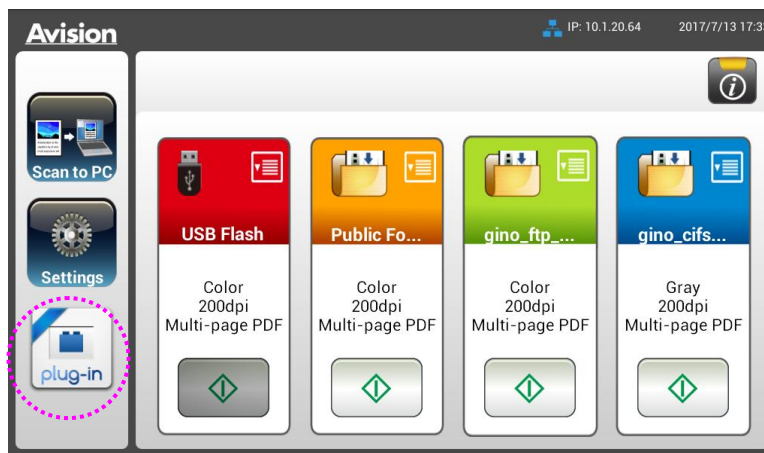 Avision
IP: 10.1.20.64 2017/7/13 17:33
Scan to PC
Settings
plug-in
USB Flash
Color
200dpi
Multi-page PDF
Public Fo...
Color
200dpi
Multi-page PDF
gino_ftp_...
Color
200dpi
Multi-page PDF
gino_cifs...
Gray
200dpi
Multi-page PDF